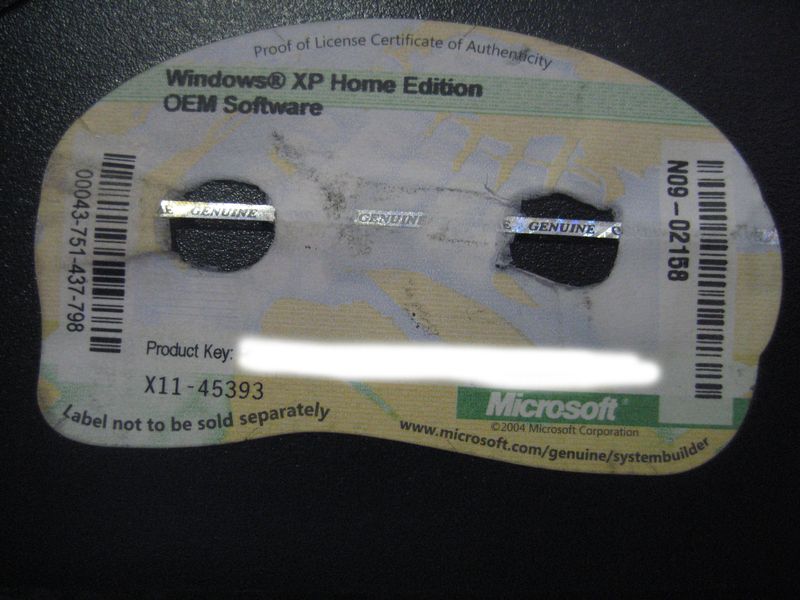 Proof of License Certificate of Authenticity
Windows® XP Home Edition
OEM Software
00043-751-437-798
N09-02158
GENUINE
GENUINE
GENUINE
Product Key:
X11-45393
Microsoft®
©2004 Microsoft Corporation
Label not to be sold separately
www.microsoft.com/genuine/systembuilder